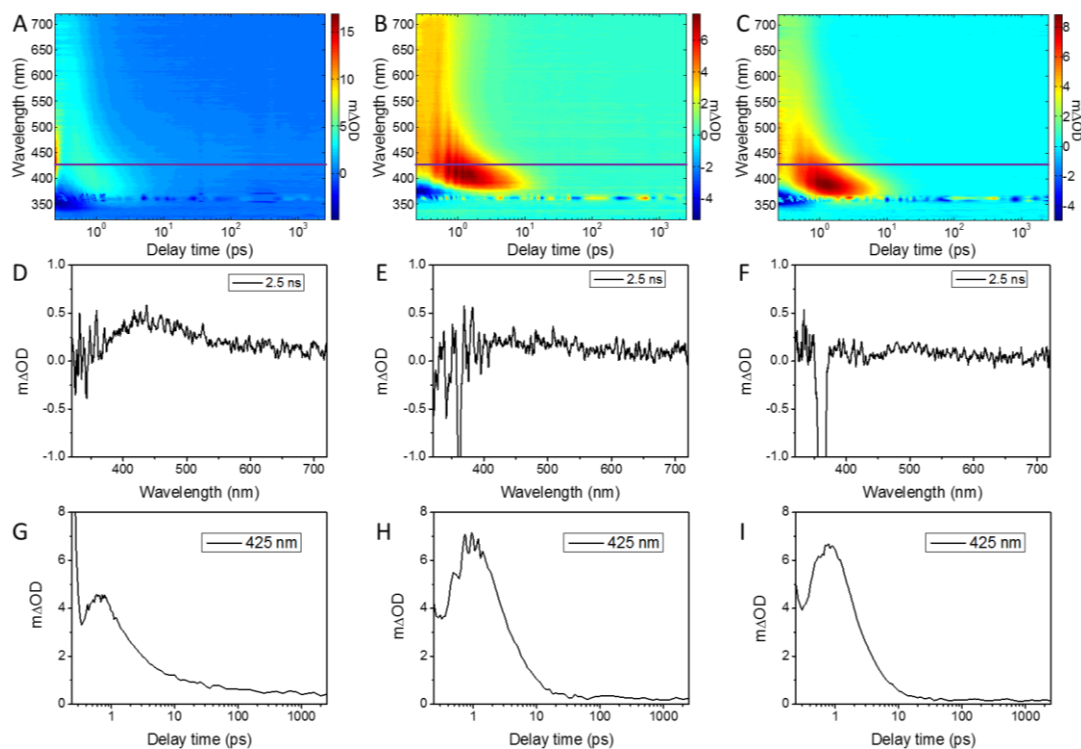 A
B
C
Wavelength (nm)
700
650
600
550
500
450
400
350
10⁰ 10¹ 10² 10³
Delay time (ps)
15
10
5
0
mΔOD
Wavelength (nm)
700
650
600
550
500
450
400
350
10⁰ 10¹ 10² 10³
Delay time (ps)
6
4
2
0
-2
-4
mΔOD
Wavelength (nm)
700
650
600
550
500
450
400
350
10⁰ 10¹ 10² 10³
Delay time (ps)
8
6
4
2
0
-2
-4
mΔOD
D
mΔOD
1.0
0.5
0.0
-0.5
-1.0
2.5 ns
400 500 600 700
Wavelength (nm)
E
mΔOD
1.0
0.5
0.0
-0.5
-1.0
2.5 ns
400 500 600 700
Wavelength (nm)
F
mΔOD
1.0
0.5
0.0
-0.5
-1.0
2.5 ns
400 500 600 700
Wavelength (nm)
G
mΔOD
8
6
4
2
0
425 nm
1 10 100 1000
Delay time (ps)
H
mΔOD
8
6
4
2
0
425 nm
1 10 100 1000
Delay time (ps)
I
mΔOD
8
6
4
2
0
425 nm
1 10 100 1000
Delay time (ps)